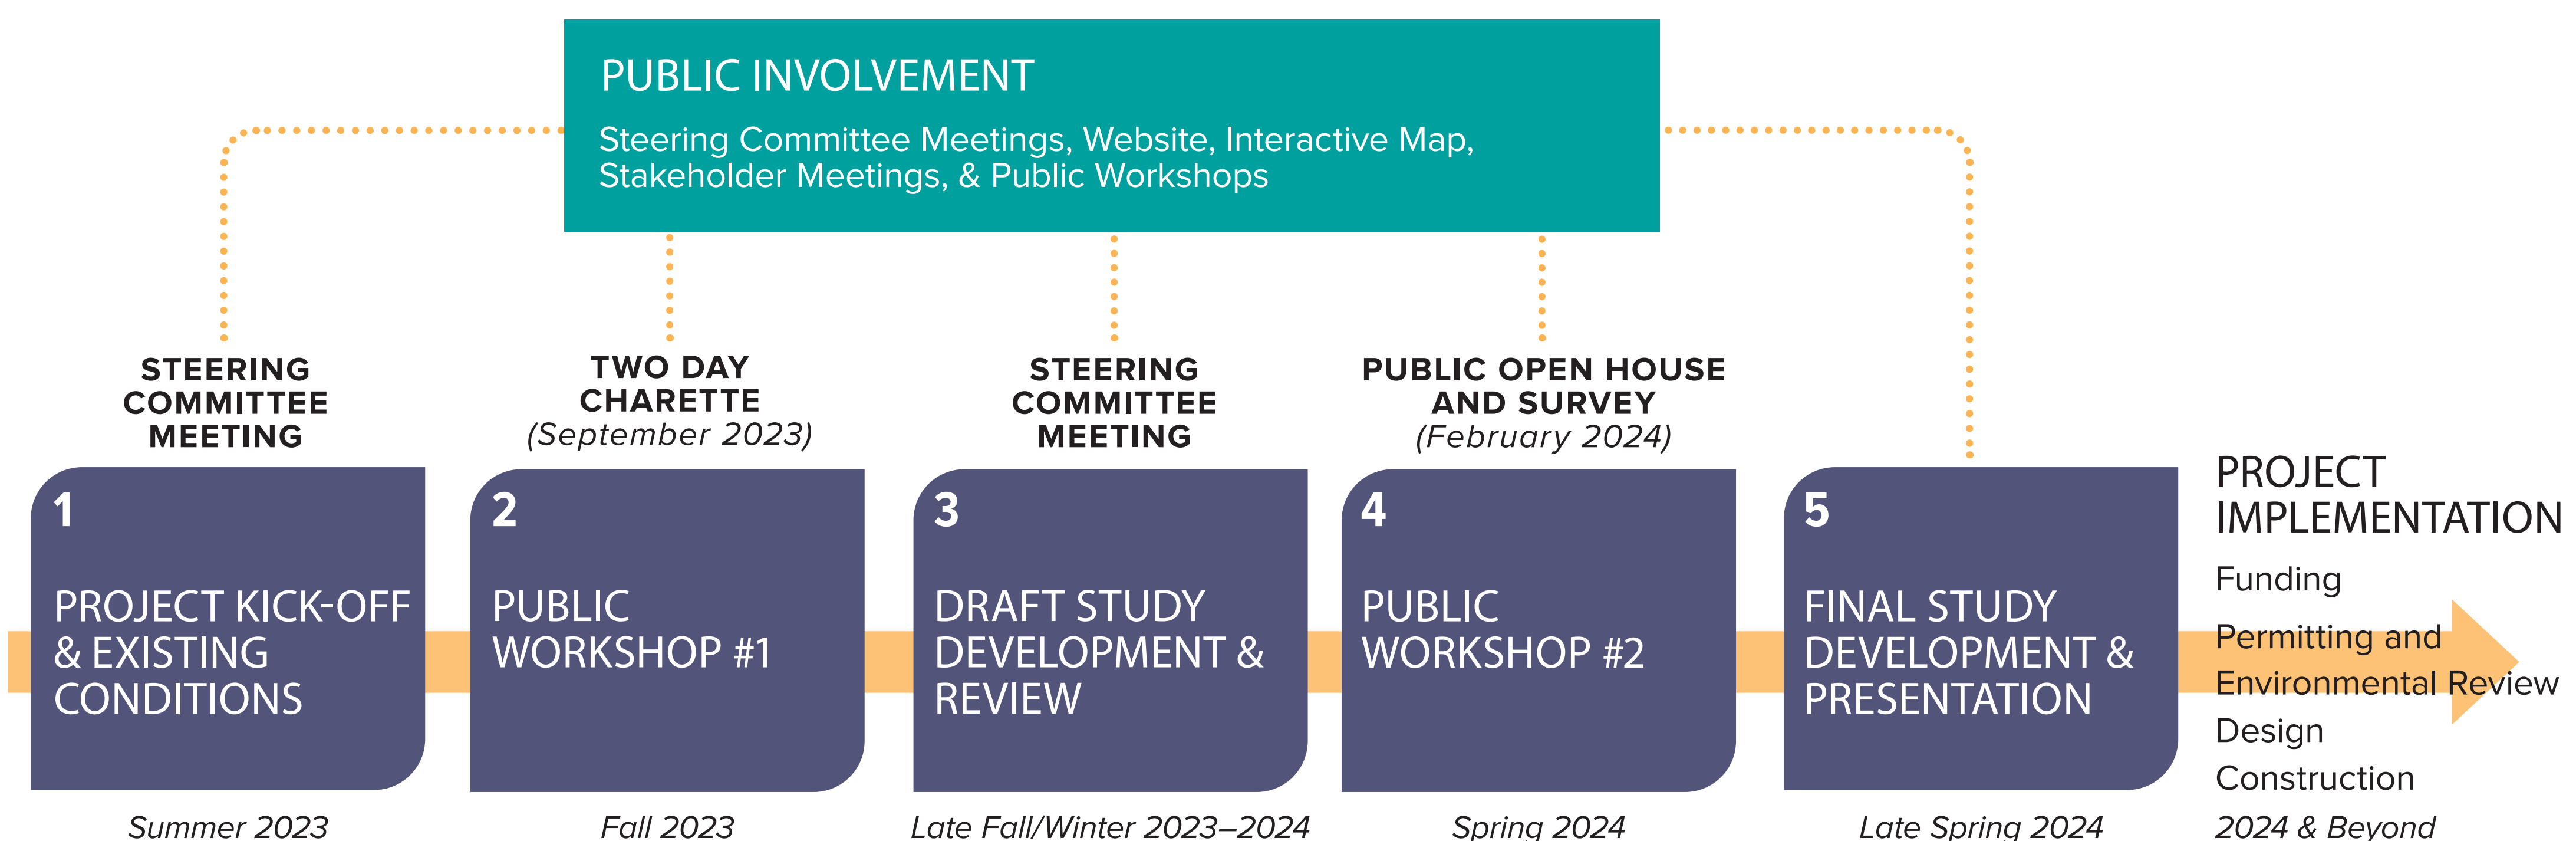 PUBLIC INVOLVEMENT
Steering Committee Meetings, Website, Interactive Map,
Stakeholder Meetings, & Public Workshops
STEERING
COMMITTEE
MEETING
1
PROJECT KICK-OFF
& EXISTING
CONDITIONS
Summer 2023
TWO DAY
CHARETTE
(September 2023)
2
PUBLIC
WORKSHOP #1
Fall 2023
STEERING
COMMITTEE
MEETING
3
DRAFT STUDY
DEVELOPMENT &
REVIEW
Late Fall/Winter 2023–2024
PUBLIC OPEN HOUSE
AND SURVEY
(February 2024)
4
PUBLIC
WORKSHOP #2
Spring 2024
5
FINAL STUDY
DEVELOPMENT &
PRESENTATION
Late Spring 2024
PROJECT
IMPLEMENTATION
Funding
Permitting and
Environmental Review
Design
Construction
2024 & Beyond